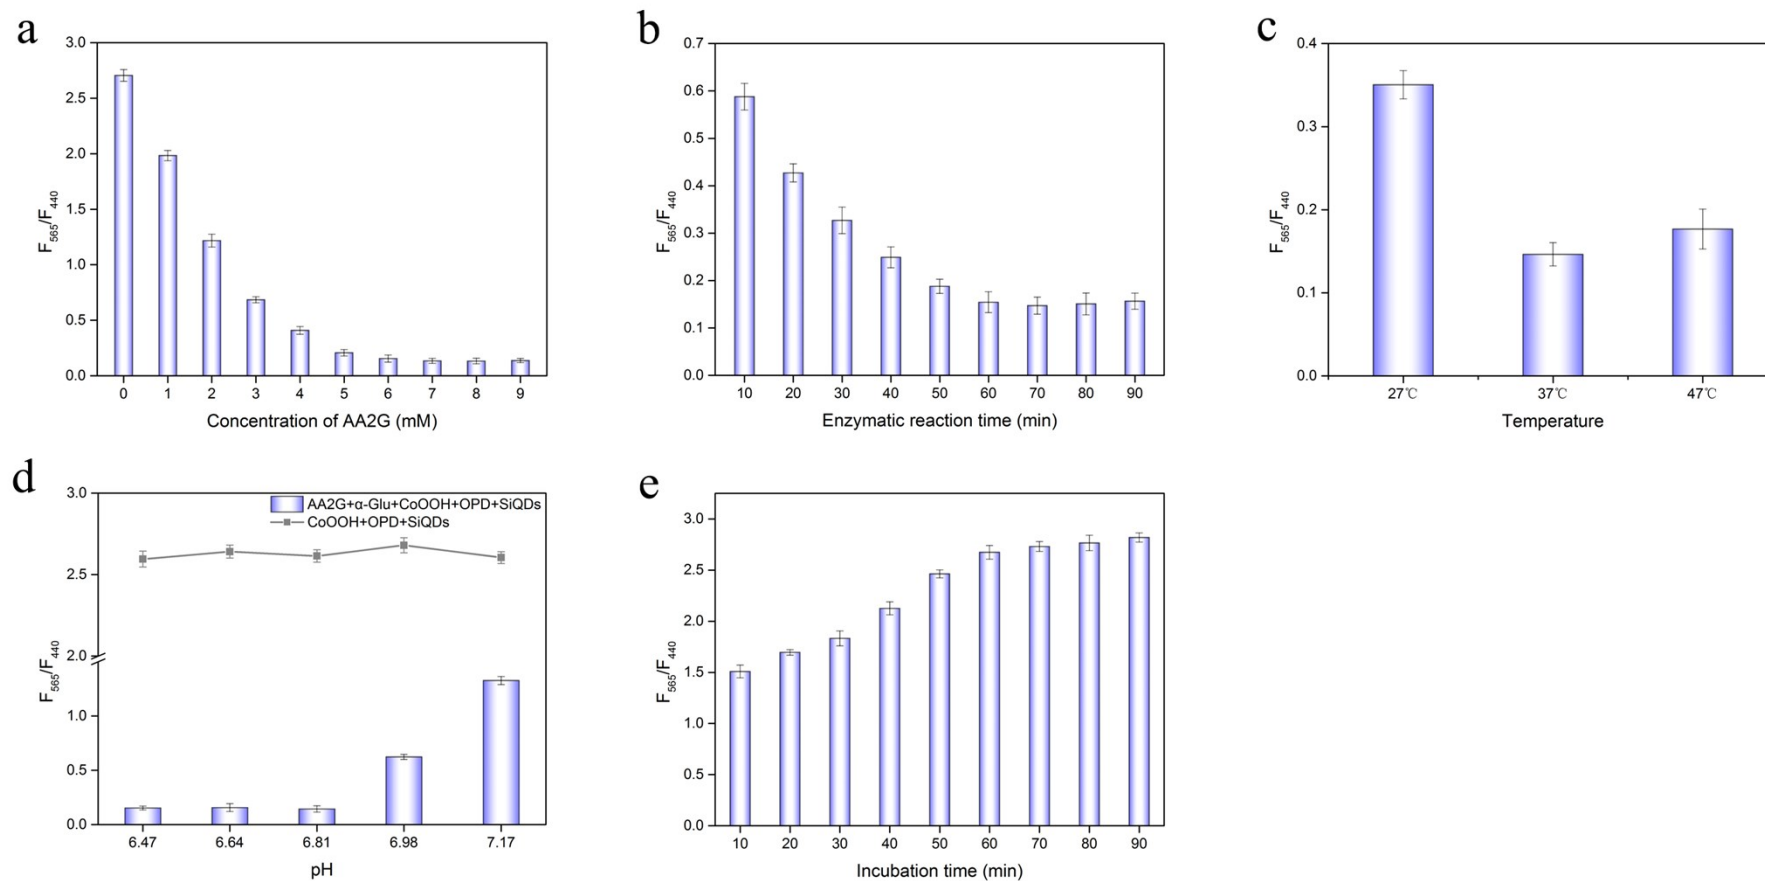 a
3.0
2.5
2.0
1.5
1.0
0.5
0.0
F565/F440
0 1 2 3 4 5 6 7 8 9
Concentration of AA2G (mM)
b
0.7
0.6
0.5
0.4
0.3
0.2
0.1
0.0
F565/F440
10 20 30 40 50 60 70 80 90
Enzymatic reaction time (min)
c
0.4
0.3
0.2
0.1
0.0
F565/F440
27℃ 37℃ 47℃
Temperature
d
3.0
2.5
2.0
1.0
0.5
0.0
F565/F440
AA2G+α-Glu+CoOOH+OPD+SiQDs
CoOOH+OPD+SiQDs
6.47 6.64 6.81 6.98 7.17
pH
e
3.0
2.5
2.0
1.5
1.0
0.5
0.0
F565/F440
10 20 30 40 50 60 70 80 90
Incubation time (min)